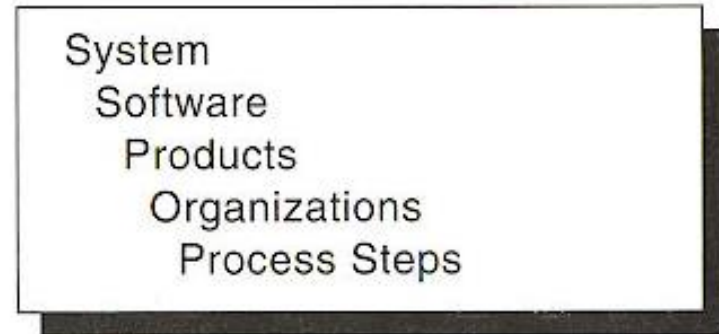 System
Software
Products
Organizations
Process Steps